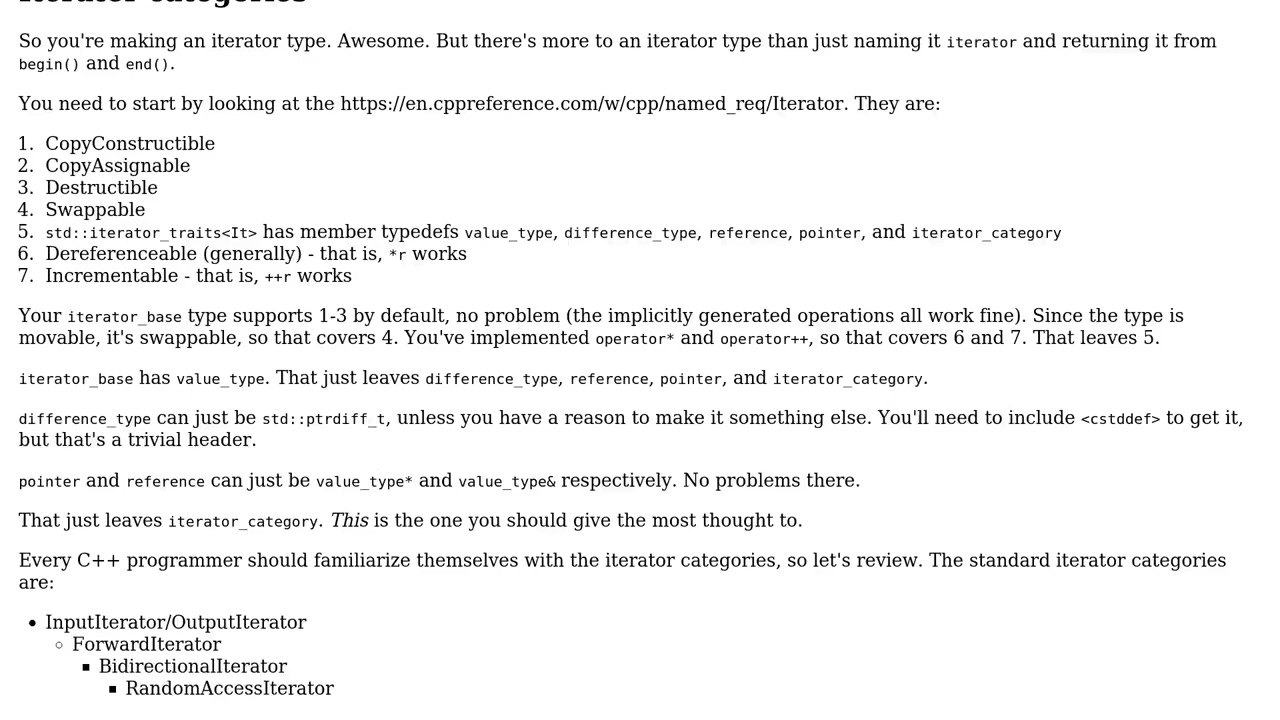 Iterator categories
So you're making an iterator type. Awesome. But there's more to an iterator type than just naming it iterator and returning it from
begin() and end().
You need to start by looking at the https://en.cppreference.com/w/cpp/named_req/Iterator. They are:
1. CopyConstructible
2. CopyAssignable
3. Destructible
4. Swappable
5. std::iterator_traits<It> has member typedefs value_type, difference_type, reference, pointer, and iterator_category
6. Dereferenceable (generally) - that is, *r works
7. Incrementable - that is, ++r works
Your iterator_base type supports 1-3 by default, no problem (the implicitly generated operations all work fine). Since the type is
movable, it's swappable, so that covers 4. You've implemented operator* and operator++, so that covers 6 and 7. That leaves 5.
iterator_base has value_type. That just leaves difference_type, reference, pointer, and iterator_category.
difference_type can just be std::ptrdiff_t, unless you have a reason to make it something else. You'll need to include <cstddef> to get it,
but that's a trivial header.
pointer and reference can just be value_type* and value_type& respectively. No problems there.
That just leaves iterator_category. This is the one you should give the most thought to.
Every C++ programmer should familiarize themselves with the iterator categories, so let's review. The standard iterator categories
are:
• InputIterator/OutputIterator
◦ ForwardIterator
▪ BidirectionalIterator
▪ RandomAccessIterator